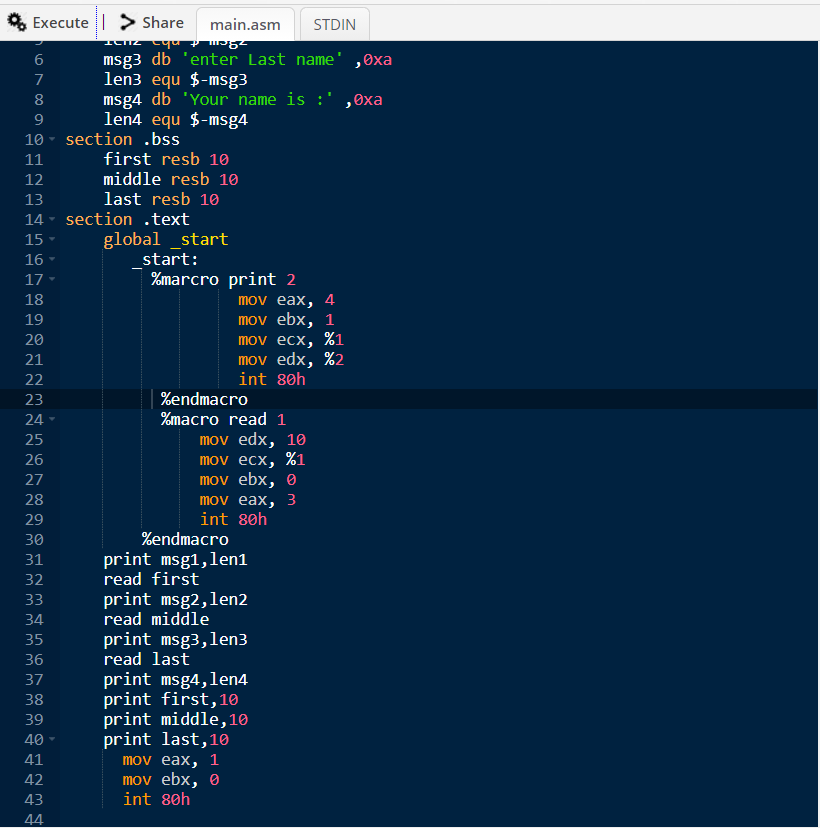 Execute | > Share main.asm STDIN
5 len2 equ $-msg2
6 msg3 db 'enter Last name' ,0xa
7 len3 equ $-msg3
8 msg4 db 'Your name is :' ,0xa
9 len4 equ $-msg4
10 section .bss
11 first resb 10
12 middle resb 10
13 last resb 10
14 section .text
15 global _start
16 _start:
17 %marcro print 2
18 mov eax, 4
19 mov ebx, 1
20 mov ecx, %1
21 mov edx, %2
22 int 80h
23 %endmacro
24 %macro read 1
25 mov edx, 10
26 mov ecx, %1
27 mov ebx, 0
28 mov eax, 3
29 int 80h
30 %endmacro
31 print msg1,len1
32 read first
33 print msg2,len2
34 read middle
35 print msg3,len3
36 read last
37 print msg4,len4
38 print first,10
39 print middle,10
40 print last,10
41 mov eax, 1
42 mov ebx, 0
43 int 80h
44